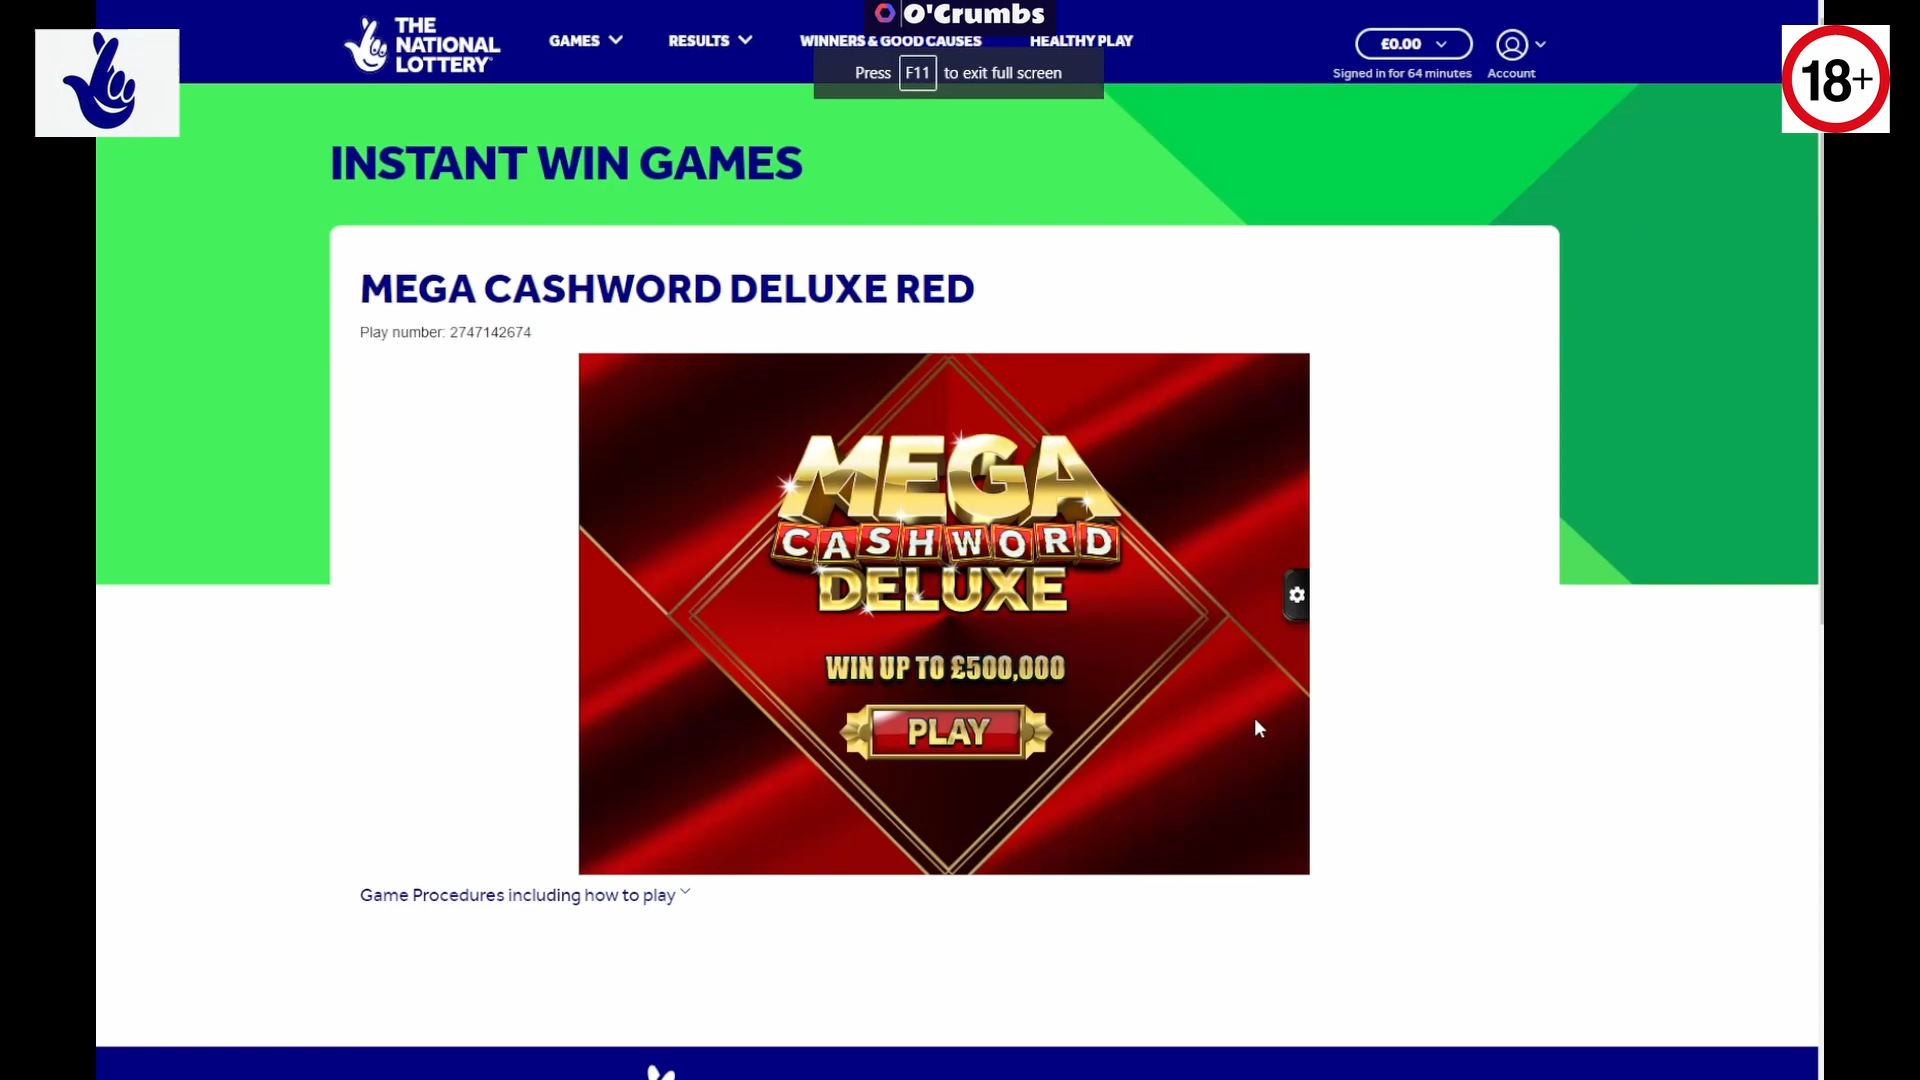 O'Crumbs
THE
NATIONAL
LOTTERY
GAMES
RESULTS
WINNERS & GOOD CAUSES
HEALTHY PLAY
£0.00
Signed in for 64 minutes
Account
Press F11 to exit full screen
18+
INSTANT WIN GAMES
MEGA CASHWORD DELUXE RED
Play number: 2747142674
MEGA
CASHWORD
DELUXE
WIN UP TO £500,000
PLAY
Game Procedures including how to play